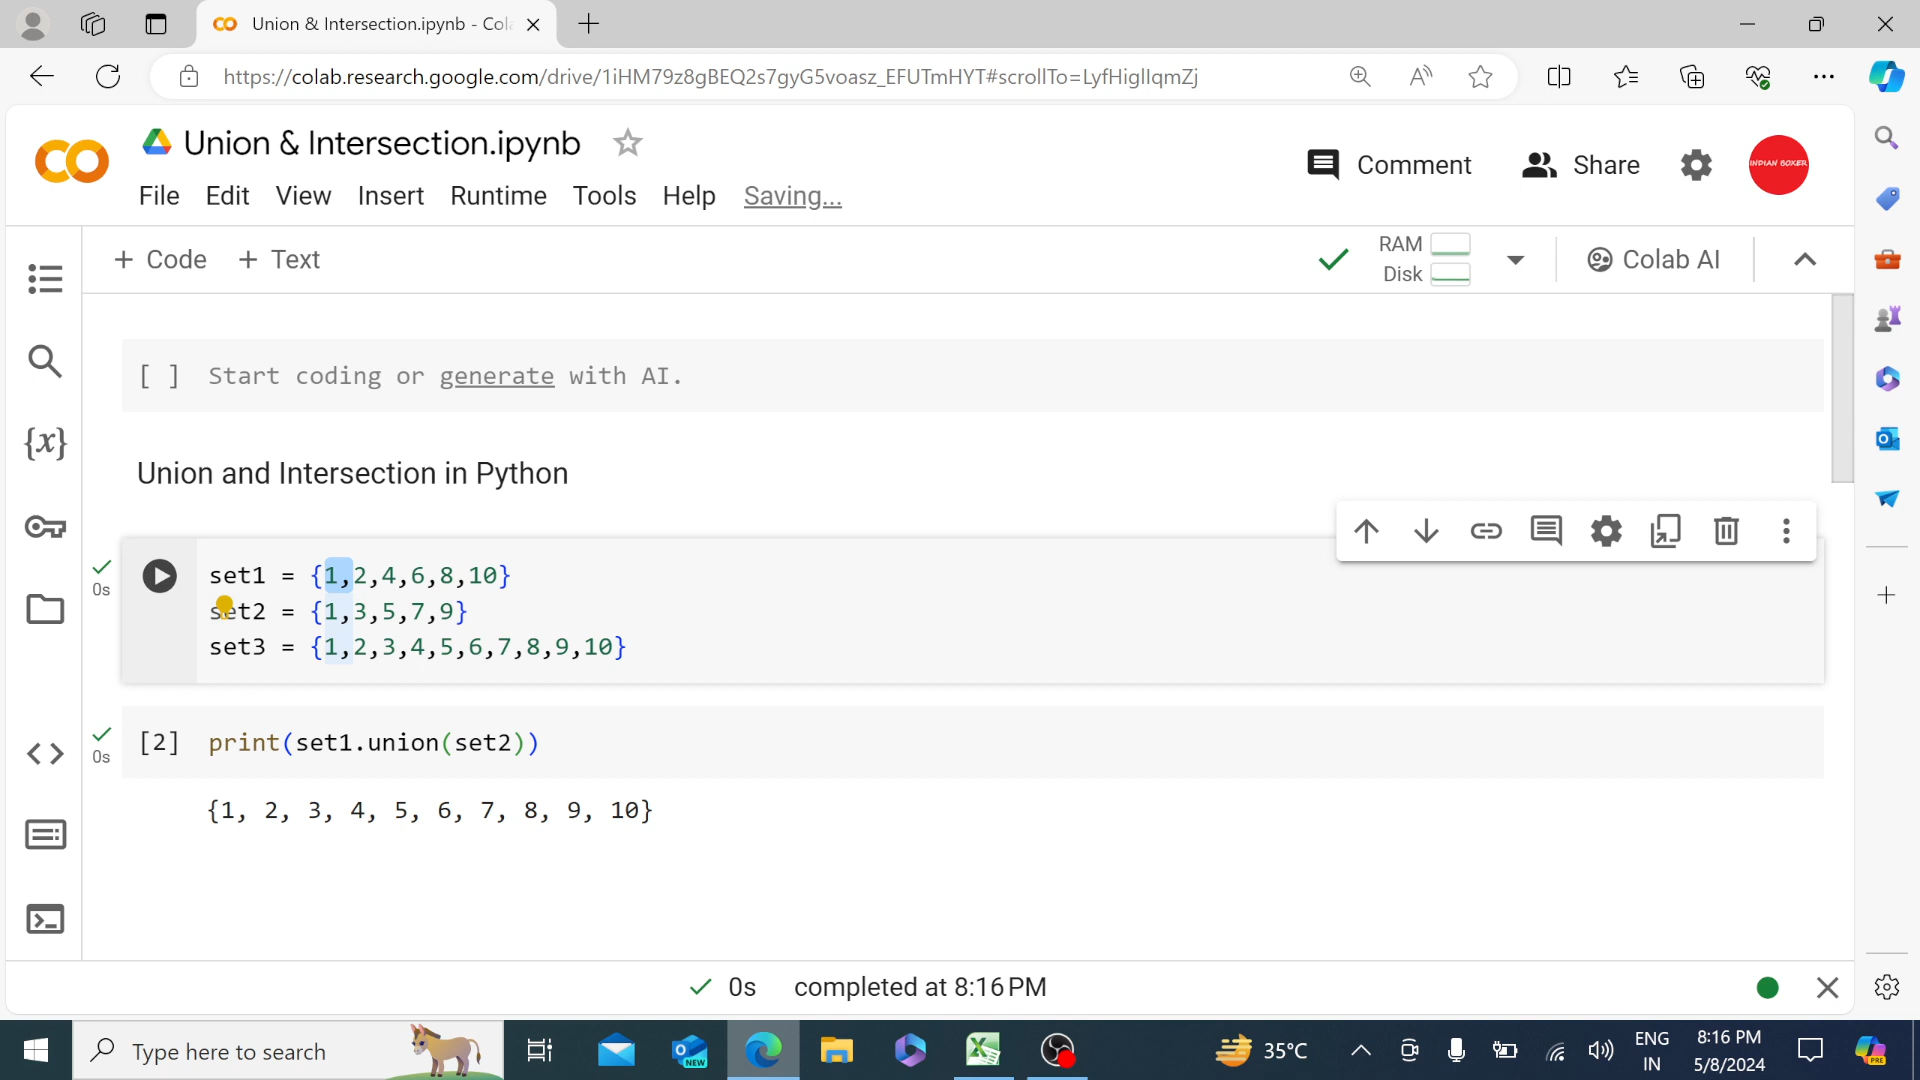 Union & Intersection.ipynb - Col
https://colab.research.google.com/drive/1iHM79z8gBEQ2s7gyG5voasz_EFUTmHYT#scrollTo=LyfHiglIqmZj
Union & Intersection.ipynb
Comment
Share
INDIAN BOXER
File Edit View Insert Runtime Tools Help Saving...
+ Code + Text
RAM
Disk
Colab AI
[ ] Start coding or generate with AI.
Union and Intersection in Python
set1 = {1,2,4,6,8,10}
0s
set2 = {1,3,5,7,9}
set3 = {1,2,3,4,5,6,7,8,9,10}
[2] print(set1.union(set2))
0s
{1, 2, 3, 4, 5, 6, 7, 8, 9, 10}
0s completed at 8:16 PM
Type here to search
NEW
35°C
ENG
IN
8:16 PM
5/8/2024
PRE